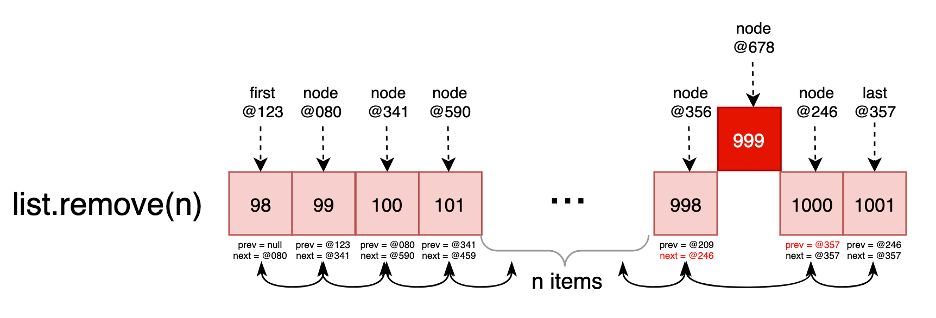 node
@678
first
@123
node
@080
node
@341
node
@590
node
@356
node
@246
last
@357
999
list.remove(n)
98
99
100
101
...
998
1000
1001
prev = null
next = @080
prev = @123
next = @341
prev = @080
next = @590
prev = @341
next = @459
prev = @209
next = @246
prev = @357
next = @357
prev = @246
next = @357
n items